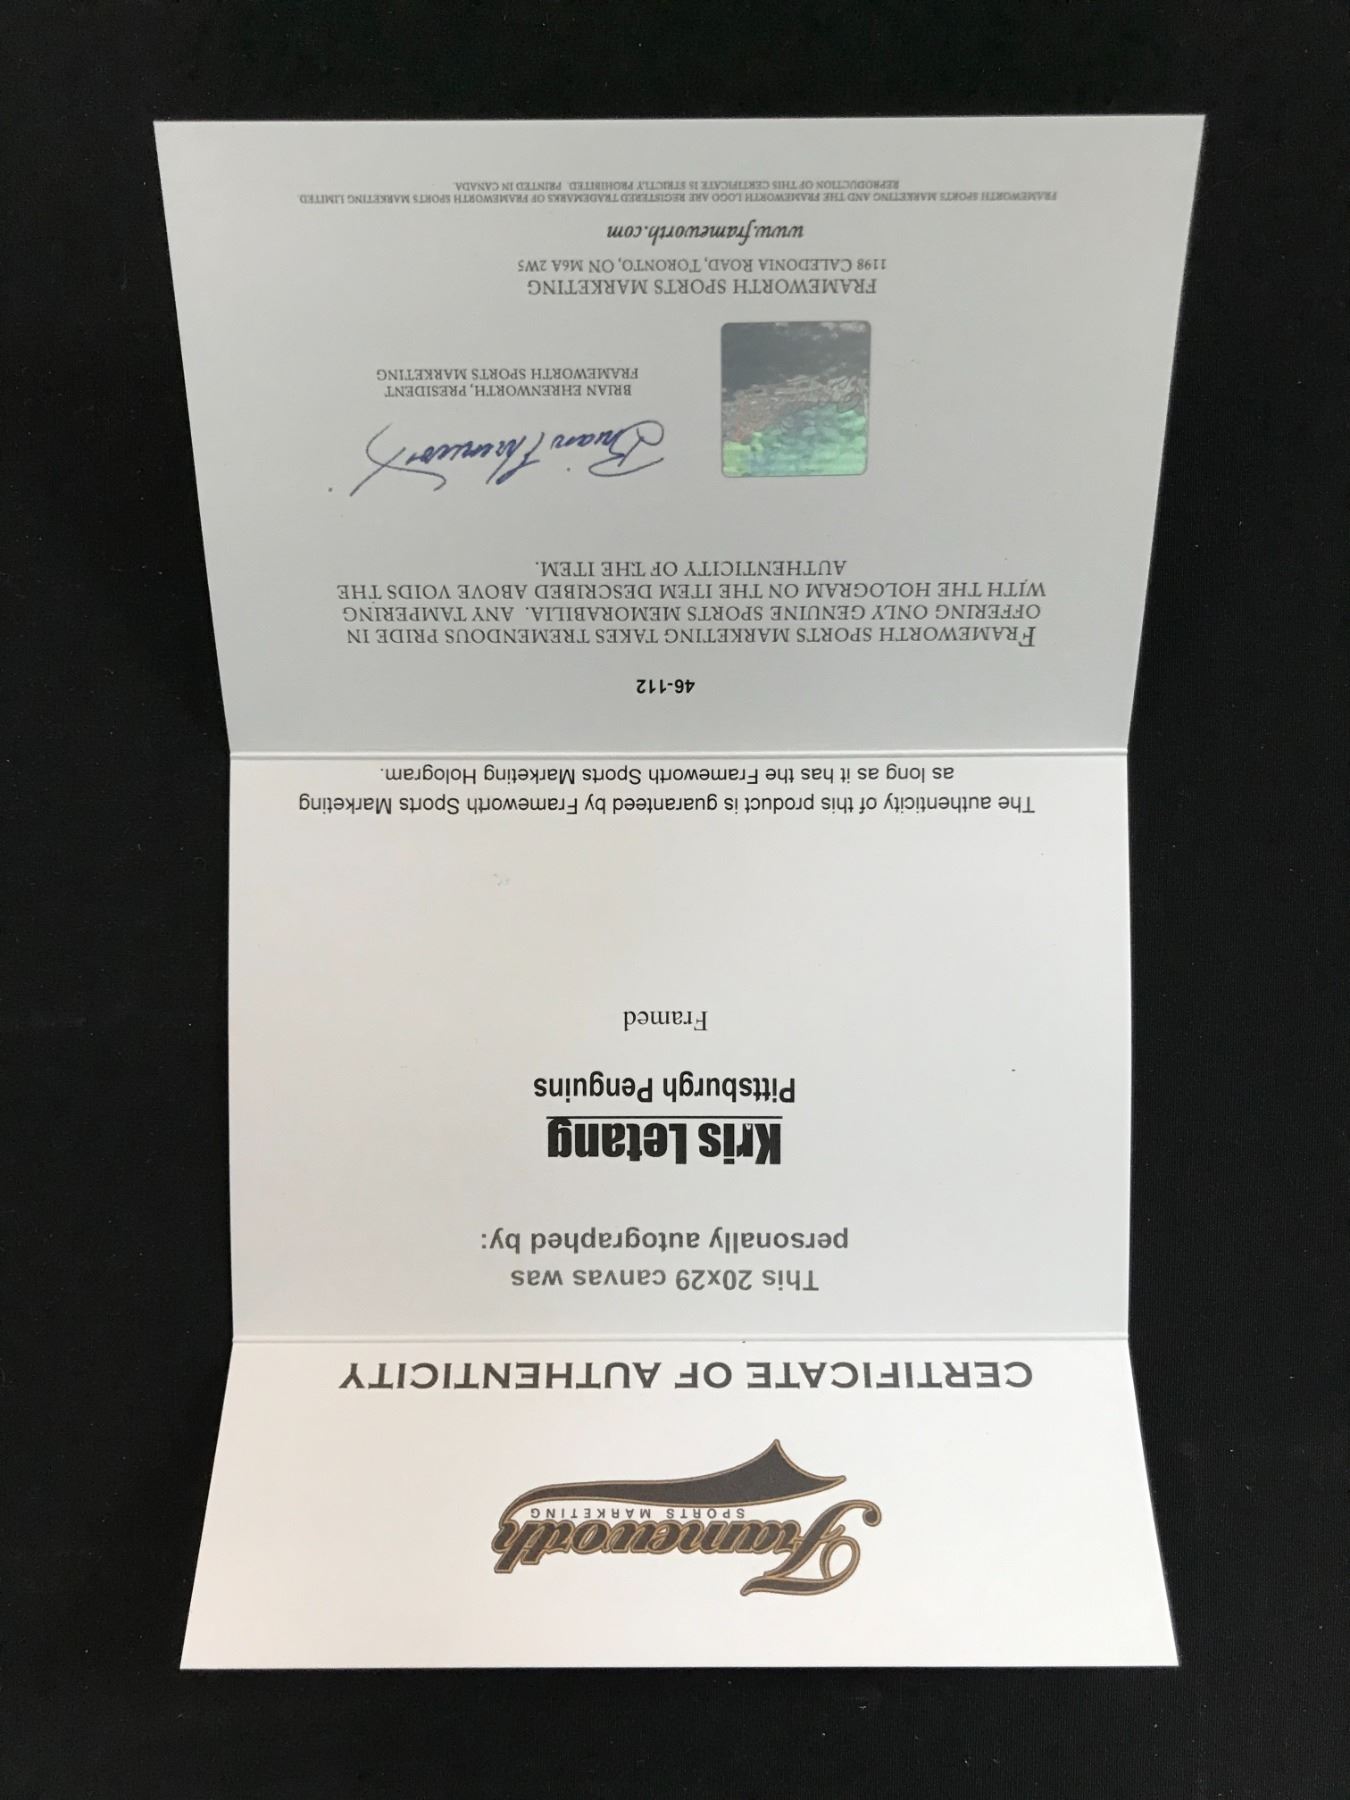 Frameworth
SPORTS MARKETING
CERTIFICATE OF AUTHENTICITY
This 20x29 canvas was
personally autographed by:
Kris Letang
Pittsburgh Penguins
Framed
The authenticity of this product is guaranteed by Frameworth Sports Marketing
as long as it has the Frameworth Sports Marketing Hologram.
46-112
FRAMEWORTH SPORTS MARKETING TAKES TREMENDOUS PRIDE IN
OFFERING ONLY GENUINE SPORTS MEMORABILIA. ANY TAMPERING
WITH THE HOLOGRAM ON THE ITEM DESCRIBED ABOVE VOIDS THE
AUTHENTICITY OF THE ITEM.
BRIAN EHRENWORTH, PRESIDENT
FRAMEWORTH SPORTS MARKETING
FRAMEWORTH SPORTS MARKETING
1198 CALEDONIA ROAD, TORONTO, ON M6A 2W5
www.frameworth.com
FRAMEWORTH SPORTS MARKETING AND THE FRAMEWORTH LOGO ARE REGISTERED TRADEMARKS OF FRAMEWORTH SPORTS MARKETING LIMITED
REPRODUCTION OF THIS CERTIFICATE IS STRICTLY PROHIBITED. PRINTED IN CANADA